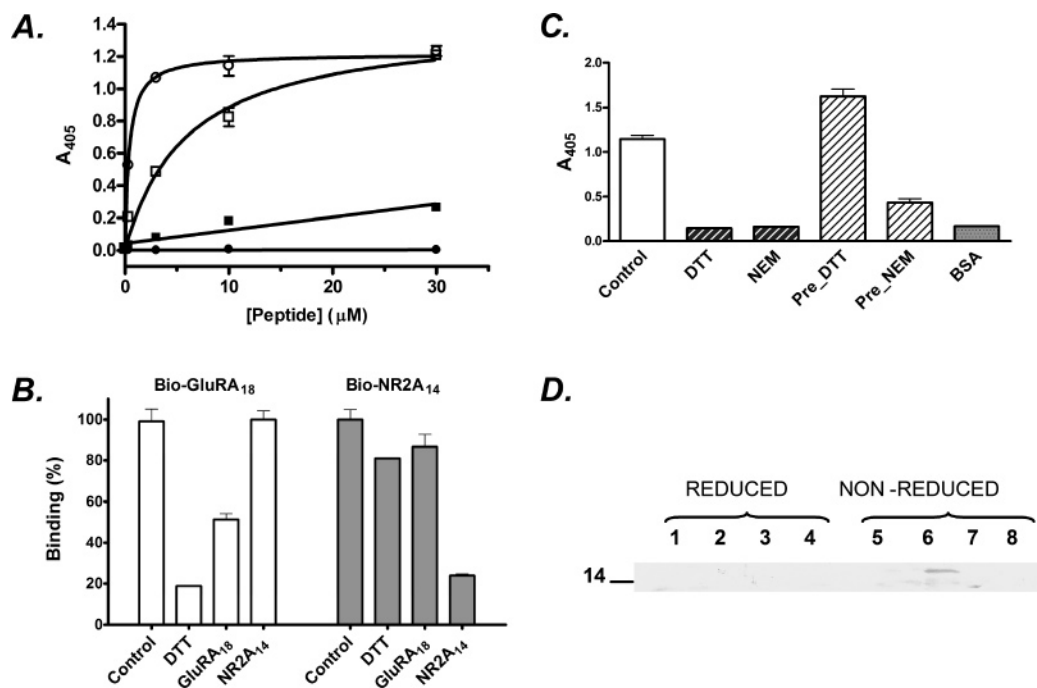 A.
1.4
1.2
1.0
0.8
0.6
0.4
0.2
0.0
A405
0
10
20
30
[Peptide] (μM)
C.
2.0
1.5
1.0
0.5
0.0
A405
Control
DTT
NEM
Pre_DTT
Pre_NEM
BSA
B.
Bio-GluRA18
Bio-NR2A14
100
80
60
40
20
0
Binding (%)
Control
DTT
GluRA18
NR2A14
Control
DTT
GluRA18
NR2A14
D.
REDUCED NON -REDUCED
1 2 3 4 5 6 7 8
14